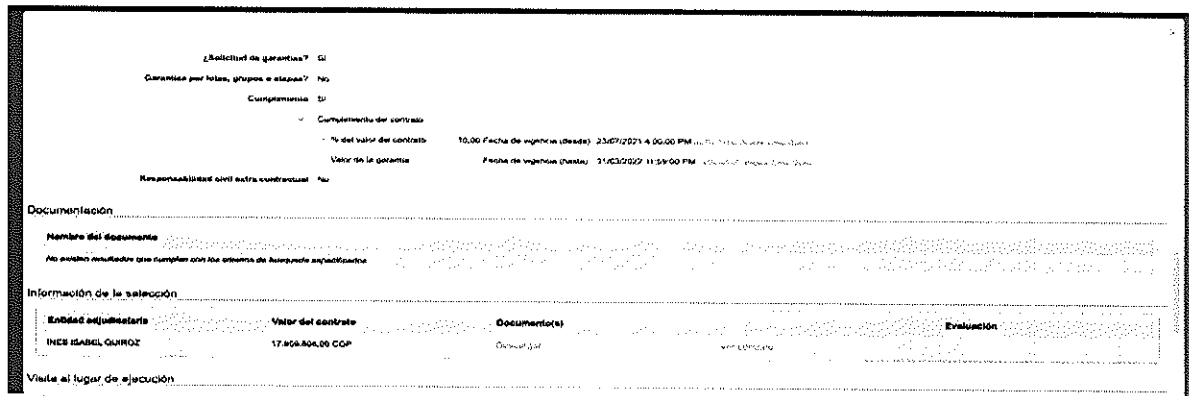 ¿Solicitud de garantías? Si
Garantías por lotes, grupos o etapas? No
Cumplimiento Si
Cumplimiento del contrato
% del valor del contrato 10,00 Fecha de vigencia (desde) 23/07/2021 4:00:00 PM
Valor de la garantía Fecha de vigencia (hasta) 31/03/2022 11:59:00 PM
Responsabilidad civil extra contractual No
Documentación
Nombre del documento
No existen resultados que cumplan con los criterios de búsqueda especificados
Información de la selección
Entidad adjudicataria Valor del contrato Documento(s) Evaluación
INES ISABEL QUIROZ COP Descargar
Visita al lugar de ejecución